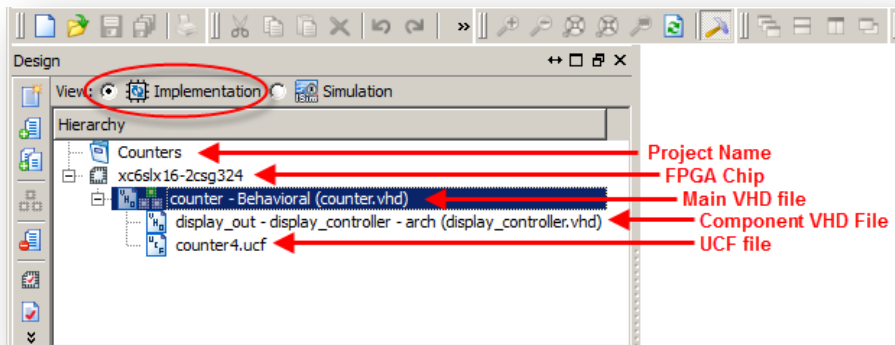 Design
View: Implementation Simulation
Hierarchy
Counters
Project Name
xc6slx16-2csg324
FPGA Chip
counter - Behavioral (counter.vhd)
Main VHD file
display_out - display_controller - arch (display_controller.vhd)
Component VHD File
counter4.ucf
UCF file